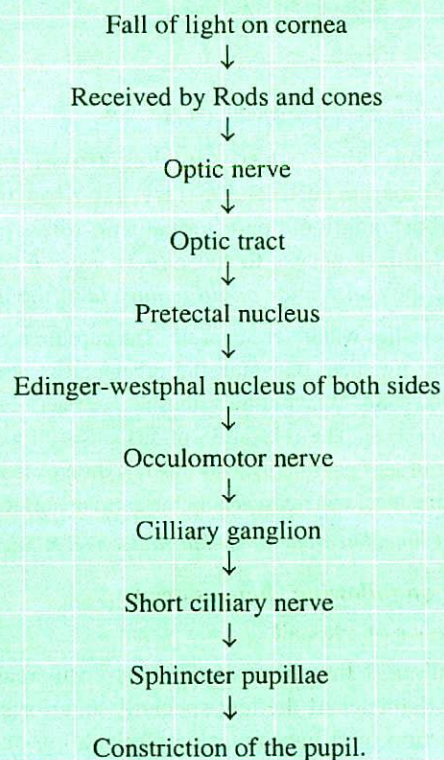 Fall of light on cornea
↓
Received by Rods and cones
↓
Optic nerve
↓
Optic tract
↓
Pretectal nucleus
↓
Edinger-westphal nucleus of both sides
↓
Occulomotor nerve
↓
Cilliary ganglion
↓
Short cilliary nerve
↓
Sphincter pupillae
↓
Constriction of the pupil.